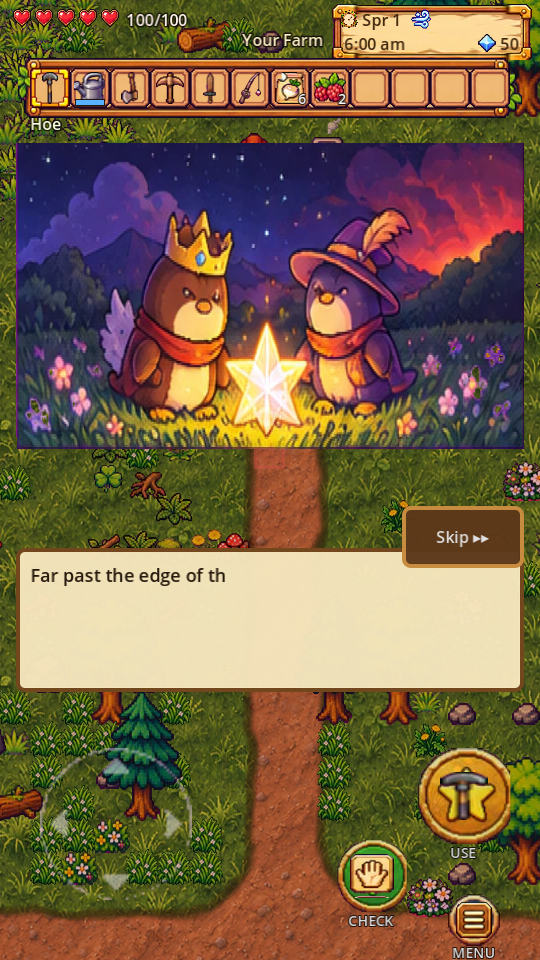 100/100
Your Farm
Spr 1
6:00 am
50
6
2
Hoe
Skip ▸▸
Far past the edge of th
USE
CHECK
MENU